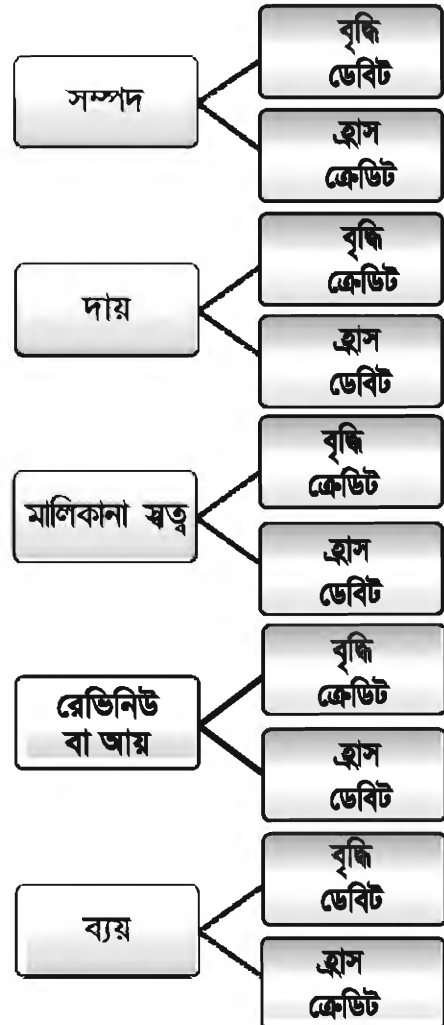 সম্পদ
বৃদ্ধি
ডেবিট
হ্রাস
ক্রেডিট
দায়
বৃদ্ধি
ক্রেডিট
হ্রাস
ডেবিট
মালিকানা স্বত্ব
বৃদ্ধি
ক্রেডিট
হ্রাস
ডেবিট
রেভিনিউ
বা আয়
বৃদ্ধি
ক্রেডিট
হ্রাস
ডেবিট
ব্যয়
বৃদ্ধি
ডেবিট
হ্রাস
ক্রেডিট